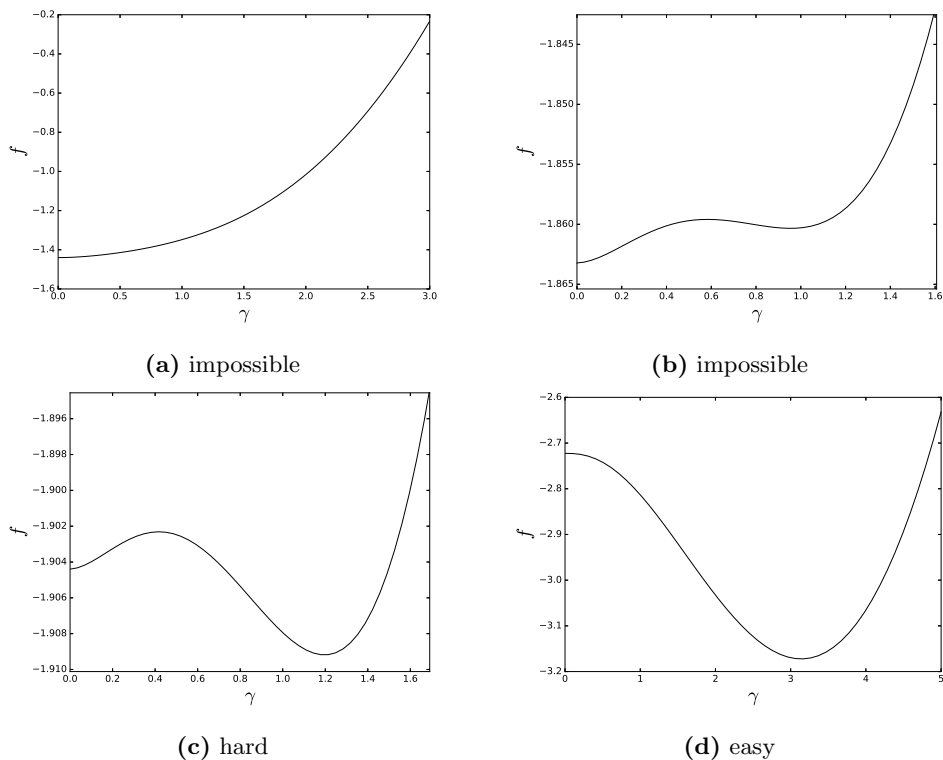 −0.2
−0.4
−0.6
−0.8
−1.0
−1.2
−1.4
−1.6
f
0.0 0.5 1.0 1.5 2.0 2.5 3.0
γ
(a) impossible
−1.845
−1.850
−1.855
−1.860
−1.865
f
0.0 0.2 0.4 0.6 0.8 1.0 1.2 1.4 1.6
γ
(b) impossible
−1.896
−1.898
−1.900
−1.902
−1.904
−1.906
−1.908
−1.910
f
0.0 0.2 0.4 0.6 0.8 1.0 1.2 1.4 1.6
γ
(c) hard
−2.6
−2.7
−2.8
−2.9
−3.0
−3.1
−3.2
f
0 1 2 3 4 5
γ
(d) easy